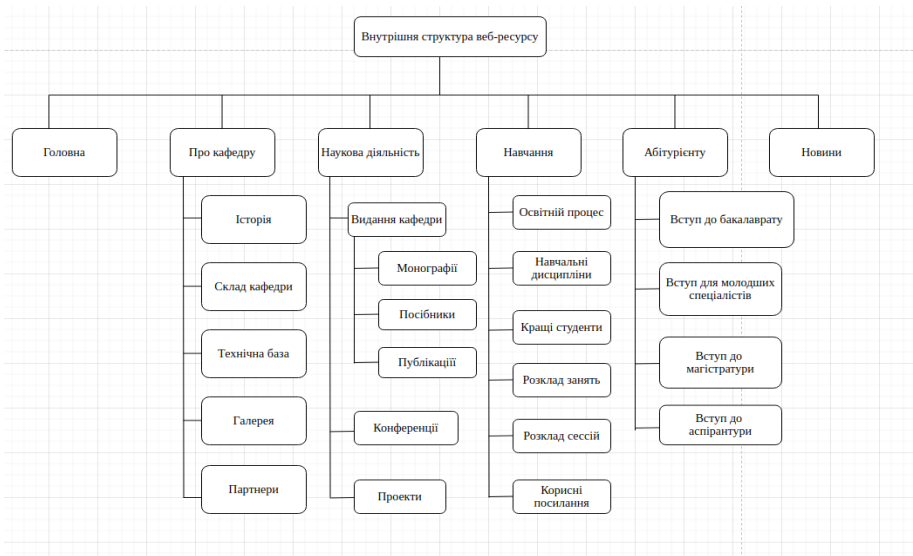 Внутрішня структура веб-ресурсу
Головна
Про кафедру
Наукова діяльність
Навчання
Абітурієнту
Новини
Історія
Склад кафедри
Технічна база
Галерея
Партнери
Видання кафедри
Монографії
Посібники
Публікаціїї
Конференції
Проекти
Освітній процес
Навчальні
дисципліни
Кращі студенти
Розклад занять
Розклад сессій
Корисні
посилання
Вступ до бакалаврату
Вступ для молодших
спеціалістів
Вступ до
магістратури
Вступ до
аспірантури